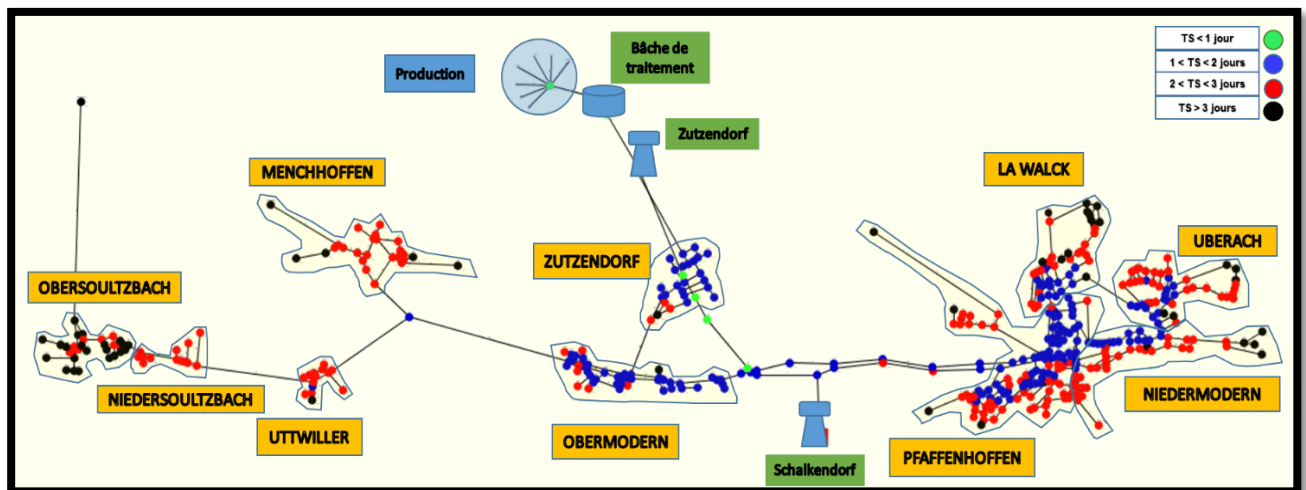 TS < 1 jour
1 < TS < 2 jours
2 < TS < 3 jours
TS > 3 jours
Production
Bâche de
traitement
Zutzendorf
MENCHHOFFEN
LA WALCK
UBERACH
ZUTZENDORF
OBERSOULTZBACH
NIEDERSOULTZBACH
UTTWILLER
OBERMODERN
NIEDERMODERN
PFAFFENHOFFEN
Schalkendorf